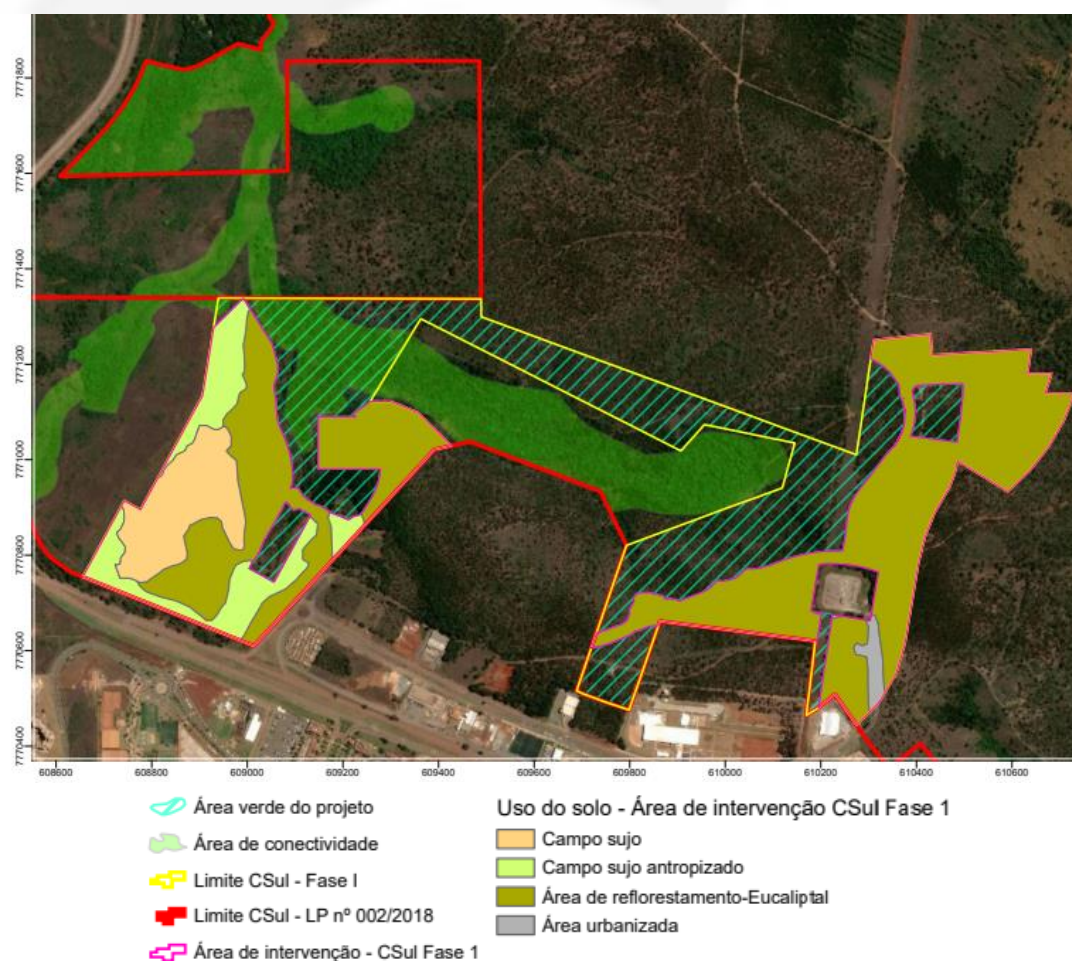 7771800
7771600
7771400
7771200
7771000
7770800
7770600
7770400
608600 608800 609000 609200 609400 609600 609800 610000 610200 610400 610600
Área verde do projeto
Área de conectividade
Limite CSul - Fase I
Limite CSul - LP nº 002/2018
Área de intervenção - CSul Fase 1
Uso do solo - Área de intervenção CSul Fase 1
Campo sujo
Campo sujo antropizado
Área de reflorestamento-Eucaliptal
Área urbanizada